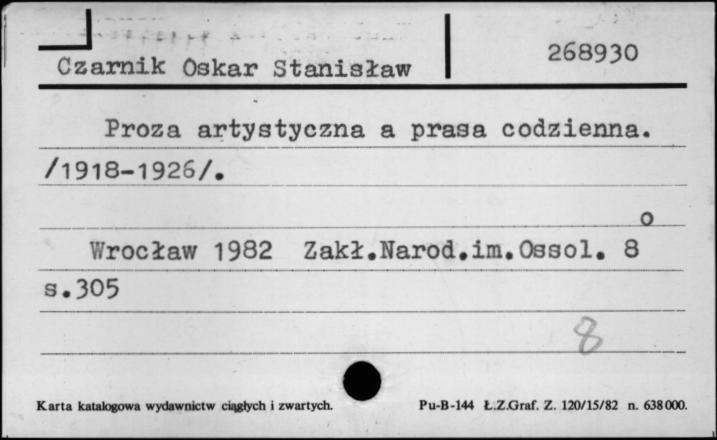 Czarnik Oskar Stanisław
268930
Proza artystyczna a prasa codzienna.
/1918-1926/.
Wrocław 1982 Zakł.Narod.im.Ossol. 8o
s.305
8
Karta katalogowa wydawnictw ciągłych i zwartych.
Pu-B-144 Ł.Z.Graf. Z. 120/15/82 n. 638000.